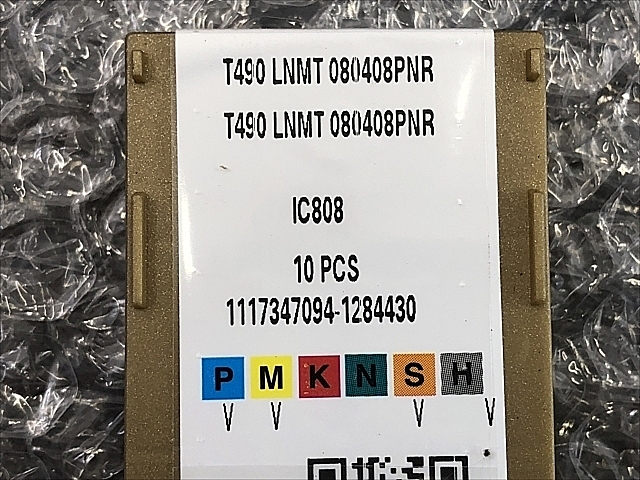 T490 LNMT 080408PNR
T490 LNMT 080408PNR
IC808
10 PCS
1117347094-1284430
P M K N S H
V V V V